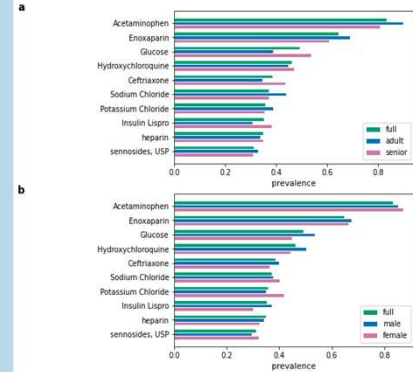 a
Acetaminophen
Enoxaparin
Glucose
Hydroxychloroquine
Ceftriaxone
Sodium Chloride
Potassium Chloride
Insulin Lispro
heparin
sennosides, USP
full
adult
senior
0.0 0.2 0.4 0.6 0.8
prevalence
b
Acetaminophen
Enoxaparin
Glucose
Hydroxychloroquine
Ceftriaxone
Sodium Chloride
Potassium Chloride
Insulin Lispro
heparin
sennosides, USP
full
male
female
0.0 0.2 0.4 0.6 0.8
prevalence